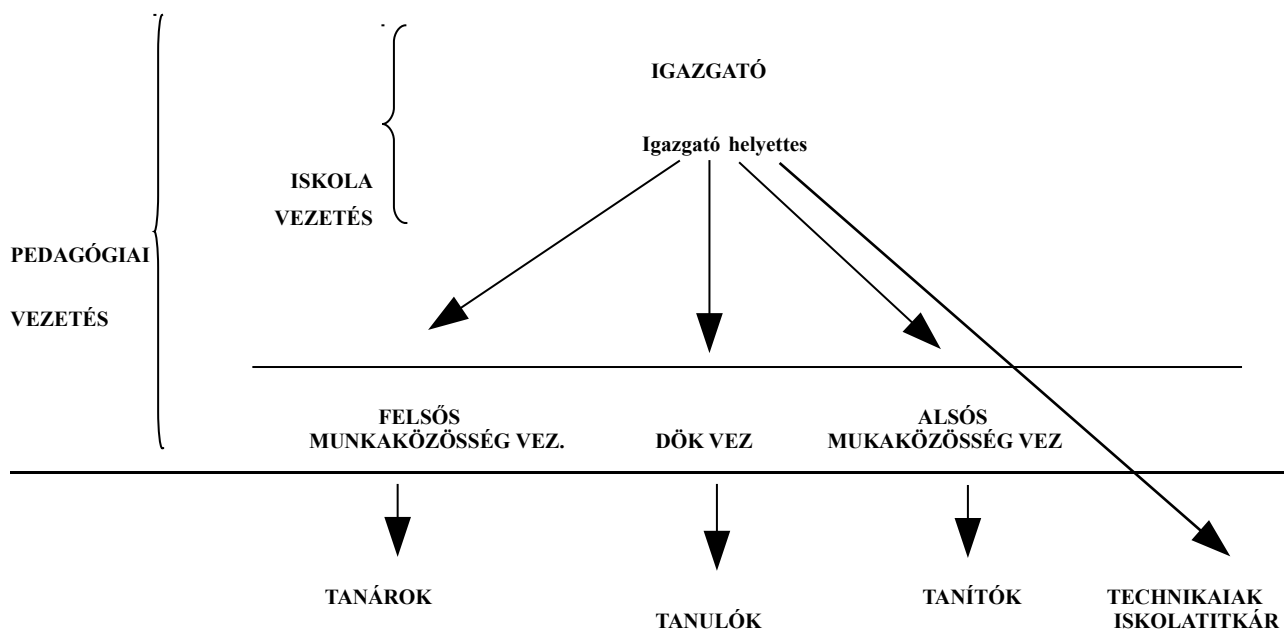 IGAZGATÓ
Igazgató helyettes
ISKOLA
VEZETÉS
PEDAGÓGIAI
VEZETÉS
FELSŐS
MUNKAKÖZÖSSÉG VEZ.
DÖK VEZ
ALSÓS
MUKAKÖZÖSSÉG VEZ
TANÁROK
TANULÓK
TANÍTÓK
TECHNIKAIAK
ISKOLATITKÁR